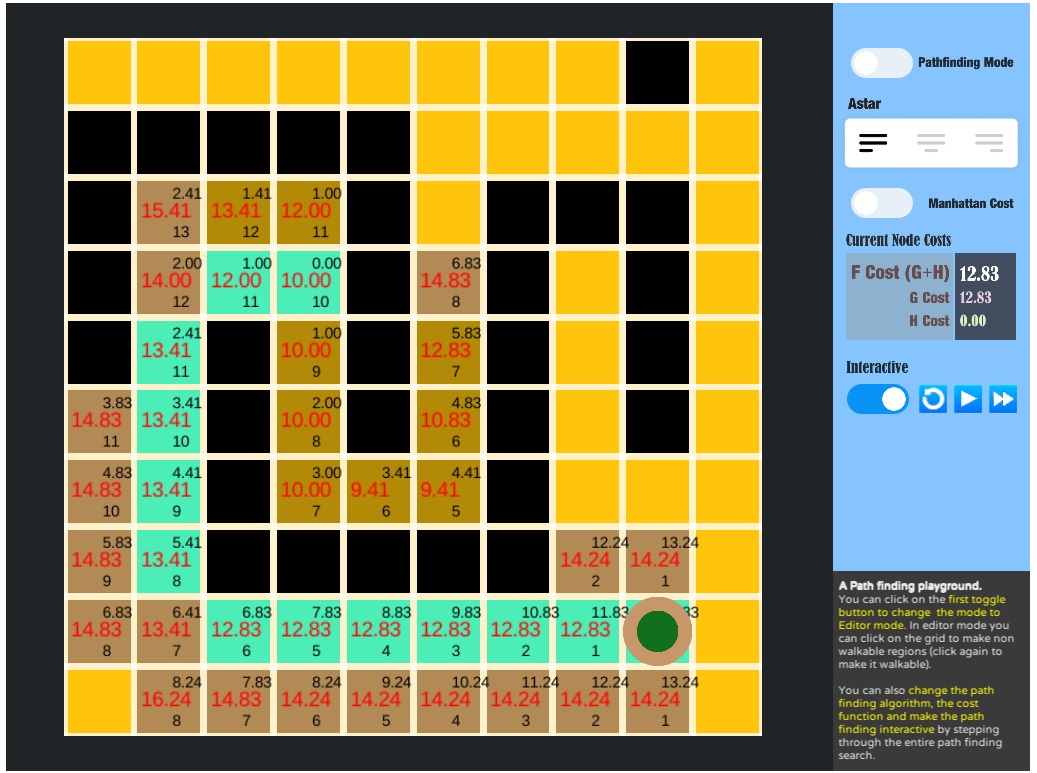 Pathfinding Mode
Astar
Manhattan Cost
Current Node Costs
F Cost (G+H) 12.83
G Cost 12.83
H Cost 0.00
Interactive
A Path finding playground.
You can click on the first toggle
button to change the mode to
Editor mode. In editor mode you
can click on the grid to make non
walkable regions (click again to
make it walkable).
You can also change the path
finding algorithm, the cost
function and make the path
finding interactive by stepping
through the entire path finding
search.
2.41 1.41 1.00
15.41 13.41 12.00
13 12 11
2.00 1.00 0.00 6.83
14.00 12.00 10.00 14.83
12 11 10 8
2.41 1.00 5.83
13.41 10.00 12.83
11 9 7
3.83 3.41 2.00 4.83
14.83 13.41 10.00 10.83
11 10 8 6
4.83 4.41 3.00 3.41 4.41
14.83 13.41 10.00 9.41 9.41
10 9 7 6 5
5.83 5.41 12.24 13.24
14.83 13.41 14.24 14.24
9 8 2 1
6.83 6.41 6.83 7.83 8.83 9.83 10.83 11.83
14.83 13.41 12.83 12.83 12.83 12.83 12.83 12.83
8 7 6 5 4 3 2 1
8.24 7.83 8.24 9.24 10.24 11.24 12.24 13.24
16.24 14.83 14.24 14.24 14.24 14.24 14.24 14.24
8 7 6 5 4 3 2 1